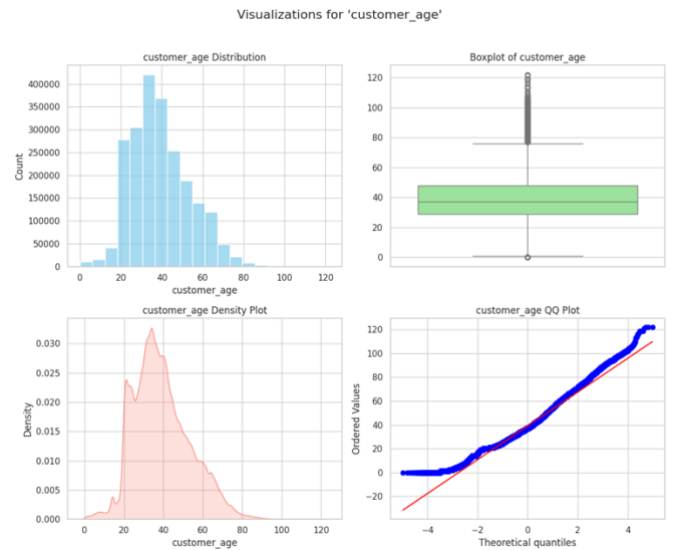 Visualizations for 'customer_age'
customer_age Distribution
Count
400000
350000
300000
250000
200000
150000
100000
50000
0
0 20 40 60 80 100 120
customer_age
Boxplot of customer_age
120
100
80
60
40
20
0
customer_age Density Plot
Density
0.030
0.025
0.020
0.015
0.010
0.005
0.000
0 20 40 60 80 100 120
customer_age
customer_age QQ Plot
Ordered Values
120
100
80
60
40
20
0
−20
−4 −2 0 2 4
Theoretical quantiles